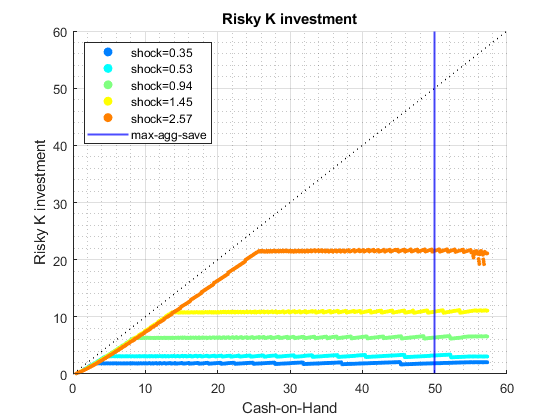 Risky K investment
60
50
40
30
20
10
0
Risky K investment
shock=0.35
shock=0.53
shock=0.94
shock=1.45
shock=2.57
max-agg-save
0 10 20 30 40 50 60
Cash-on-Hand